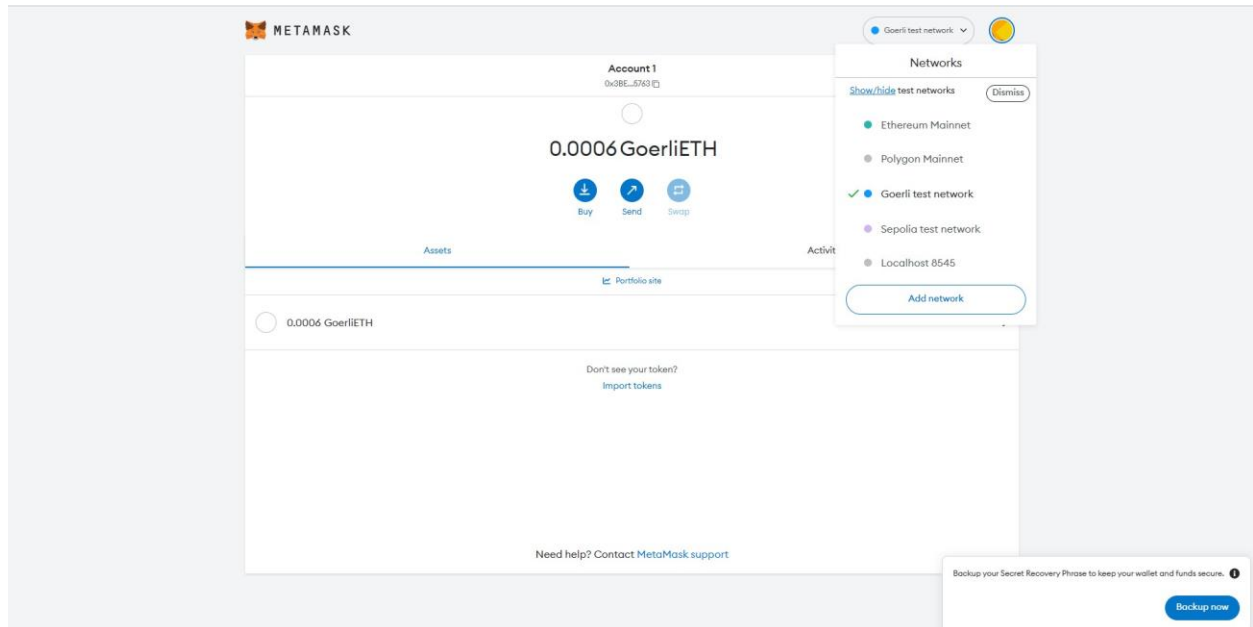 METAMASK
Goerli test network
Account 1
0x3BE...5763
Networks
Show/hide test networks
Dismiss
Ethereum Mainnet
Polygon Mainnet
Goerli test network
Sepolia test network
Localhost 8545
Add network
0.0006 GoerliETH
Buy
Send
Swap
Assets
Activit
Portfolio site
0.0006 GoerliETH
Don't see your token?
Import tokens
Need help? Contact MetaMask support
Backup your Secret Recovery Phrase to keep your wallet and funds secure.
Backup now